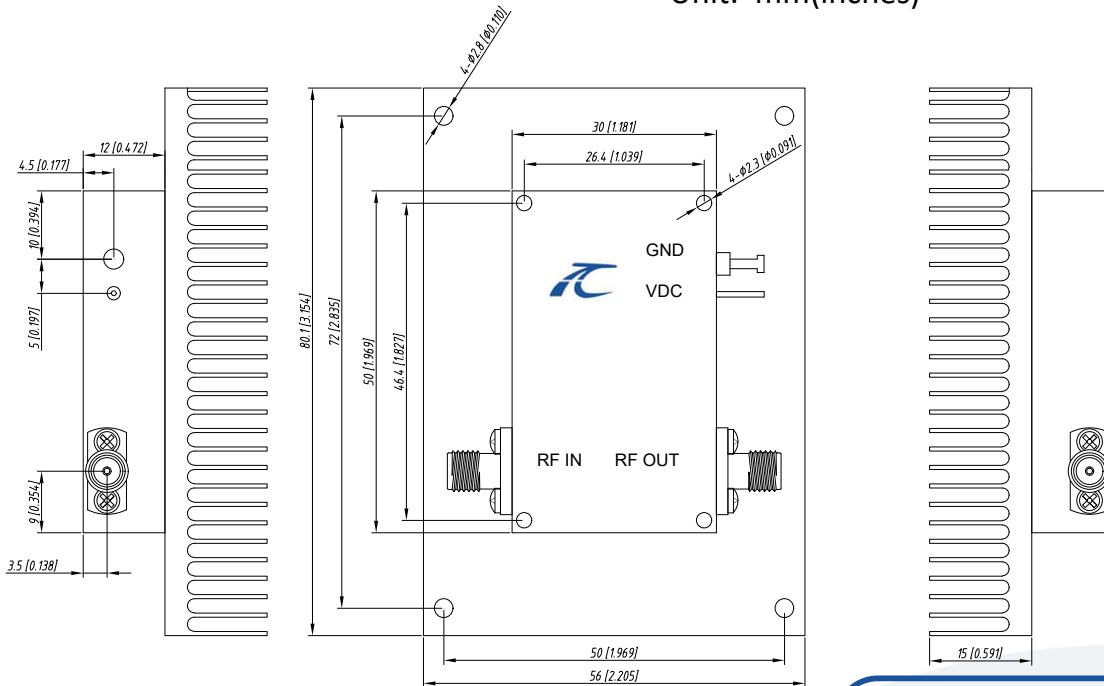 Unit: mm(inches)
4-Φ2.8 [Φ0.110]
12 [0.472]
4.5 [0.177]
10 [0.394]
5 [0.197]
9 [0.354]
3.5 [0.138]
80.1 [3.154]
72 [2.835]
50 [1.969]
46.4 [1.827]
30 [1.181]
26.4 [1.039]
4-Φ2.3 [Φ0.091]
GND
VDC
RF IN RF OUT
50 [1.969]
56 [2.205]
15 [0.591]